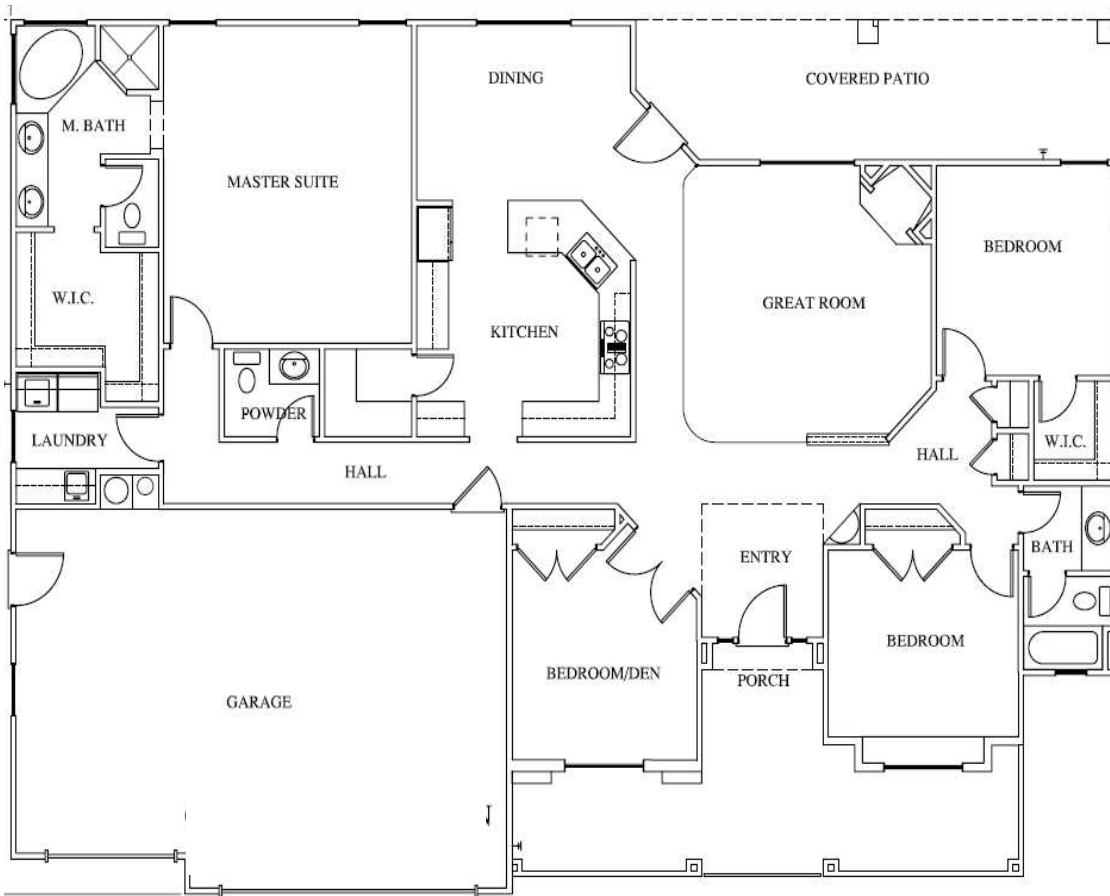 DINING
COVERED PATIO
M. BATH
MASTER SUITE
BEDROOM
W.I.C.
GREAT ROOM
KITCHEN
POWDER
LAUNDRY
W.I.C.
HALL
HALL
BATH
ENTRY
BEDROOM
BEDROOM/DEN
PORCH
GARAGE